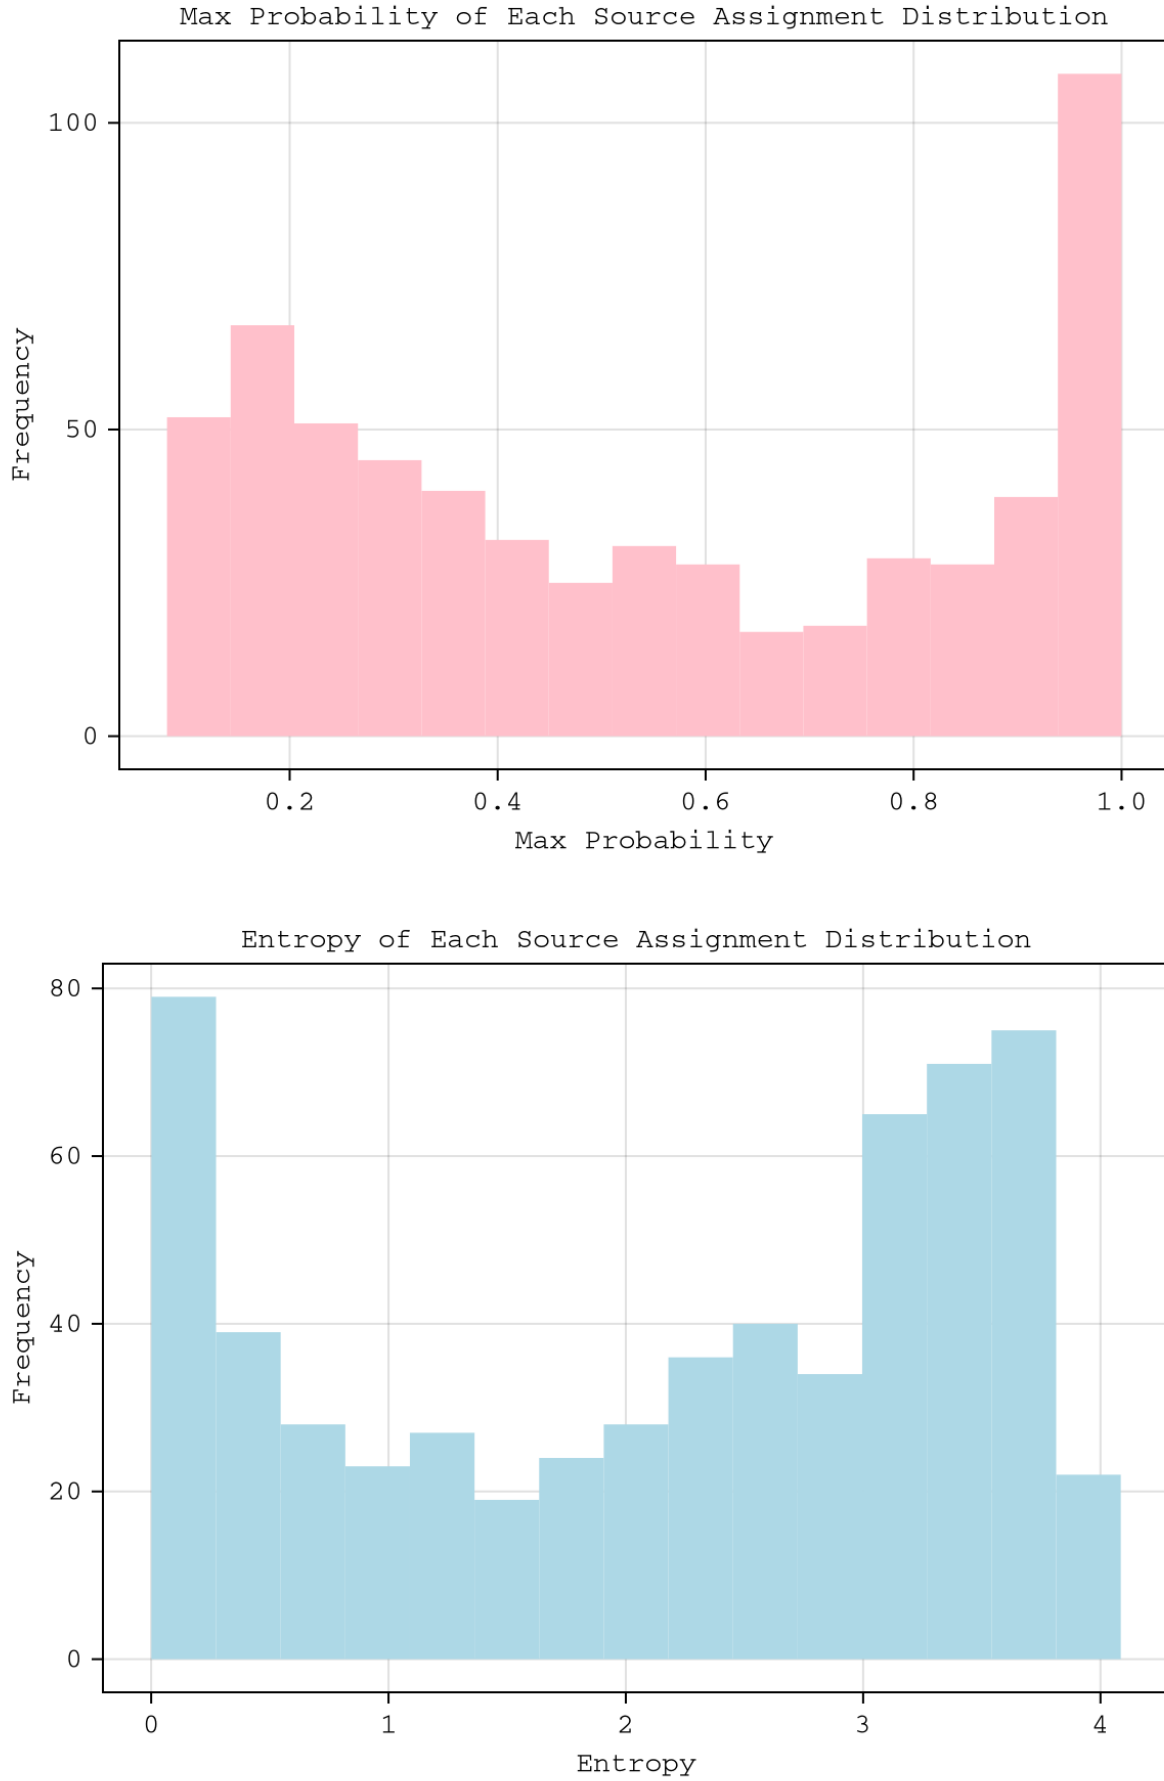 Max Probability of Each Source Assignment Distribution
100
50
0
Frequency
0.2 0.4 0.6 0.8 1.0
Max Probability
Entropy of Each Source Assignment Distribution
80
60
40
20
0
Frequency
0 1 2 3 4
Entropy